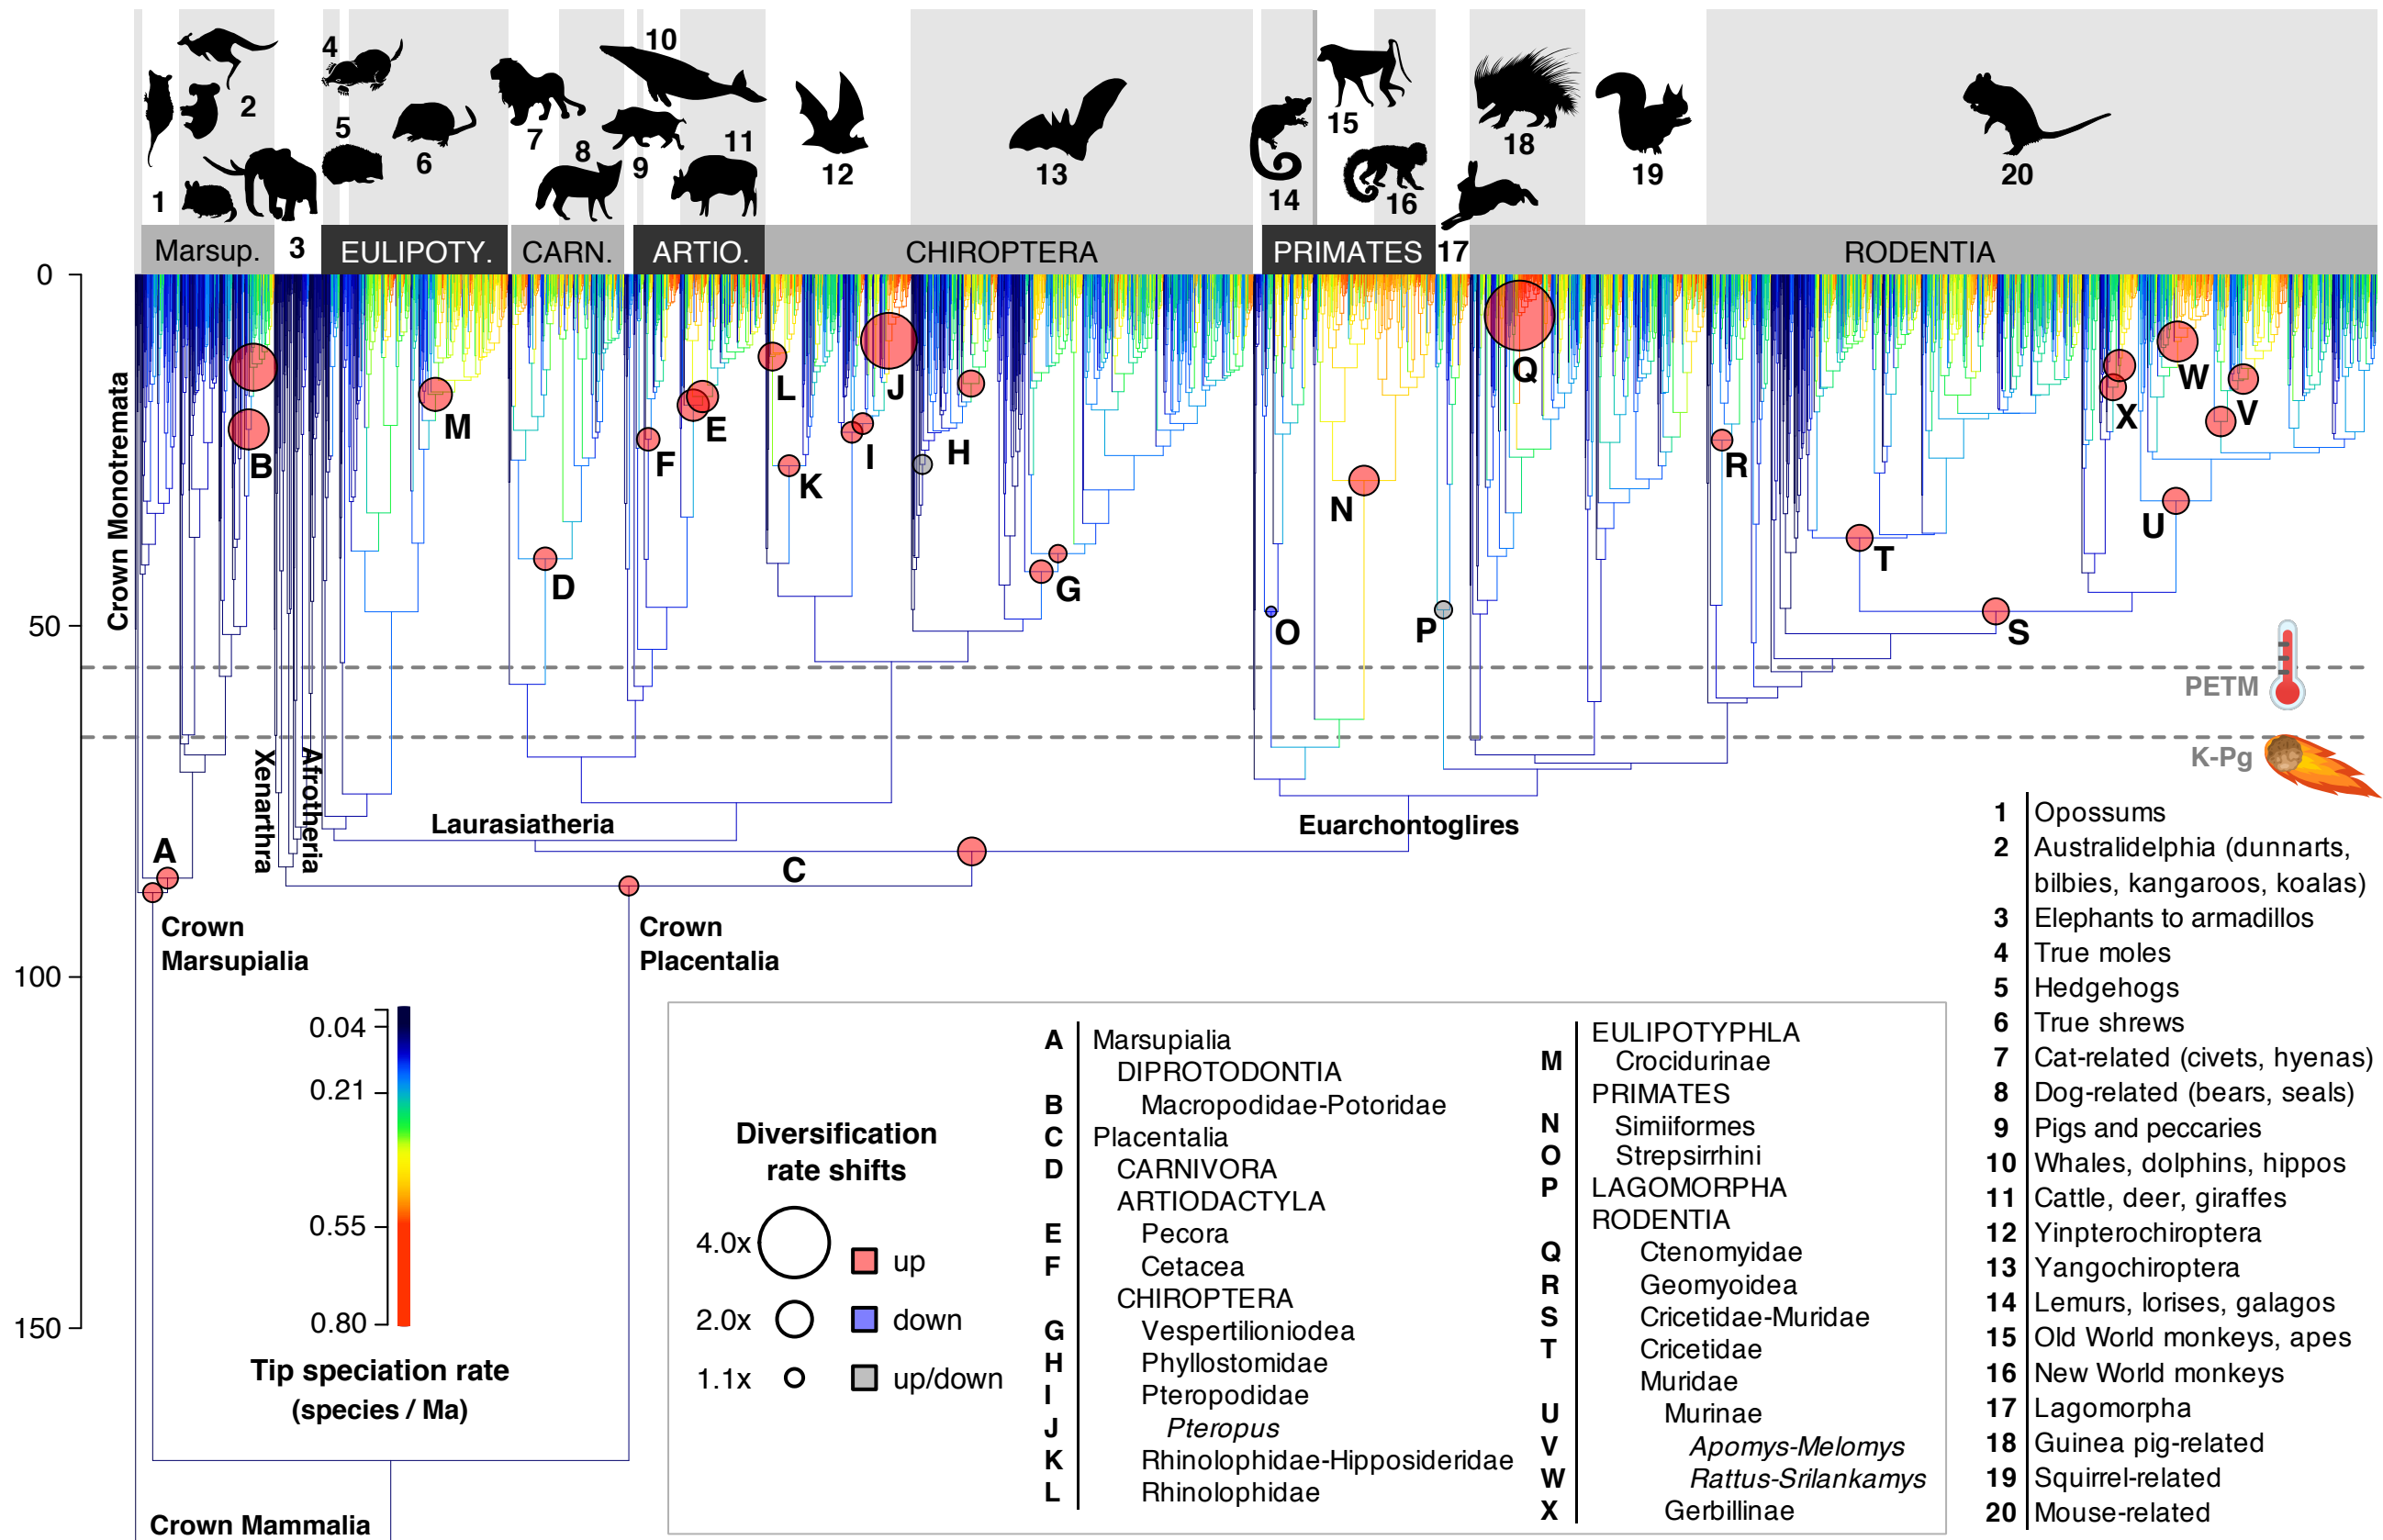 10
4
2
15
18
5
11
7
8
6
9
12
13
14
16
19
20
1
3
Marsup.
EULIPOTY.
CARN.
ARTIO.
CHIROPTERA
PRIMATES
17
RODENTIA
0
50
100
150
Crown Monotremata
L
J
Q
W
M
E
V
X
B
F
I
H
K
R
N
U
D
G
T
O
P
S
PETM
K-Pg
Xenarthra
Afrotheria
Laurasiatheria
Euarchontoglires
A
C
Crown
Marsupialia
Crown
Placentalia
0.04
0.21
0.55
0.80
Tip speciation rate
(species / Ma)
Crown Mammalia
Diversification
rate shifts
4.0x
up
2.0x
down
1.1x
up/down
A Marsupialia
DIPROTODONTIA
B Macropodidae-Potoridae
C Placentalia
D CARNIVORA
ARTIODACTYLA
E Pecora
F Cetacea
CHIROPTERA
G Vespertilioniodea
H Phyllostomidae
I Pteropodidae
J Pteropus
K Rhinolophidae-Hipposideridae
L Rhinolophidae
EULIPOTYPHLA
M Crocidurinae
PRIMATES
N Simiiformes
O Strepsirrhini
P LAGOMORPHA
RODENTIA
Q Ctenomyidae
R Geomyoidea
S Cricetidae-Muridae
T Cricetidae
Muridae
U Murinae
V Apomys-Melomys
W Rattus-Srilankamys
X Gerbillinae
1 Opossums
2 Australidelphia (dunnarts,
bilbies, kangaroos, koalas)
3 Elephants to armadillos
4 True moles
5 Hedgehogs
6 True shrews
7 Cat-related (civets, hyenas)
8 Dog-related (bears, seals)
9 Pigs and peccaries
10 Whales, dolphins, hippos
11 Cattle, deer, giraffes
12 Yinpterochiroptera
13 Yangochiroptera
14 Lemurs, lorises, galagos
15 Old World monkeys, apes
16 New World monkeys
17 Lagomorpha
18 Guinea pig-related
19 Squirrel-related
20 Mouse-related